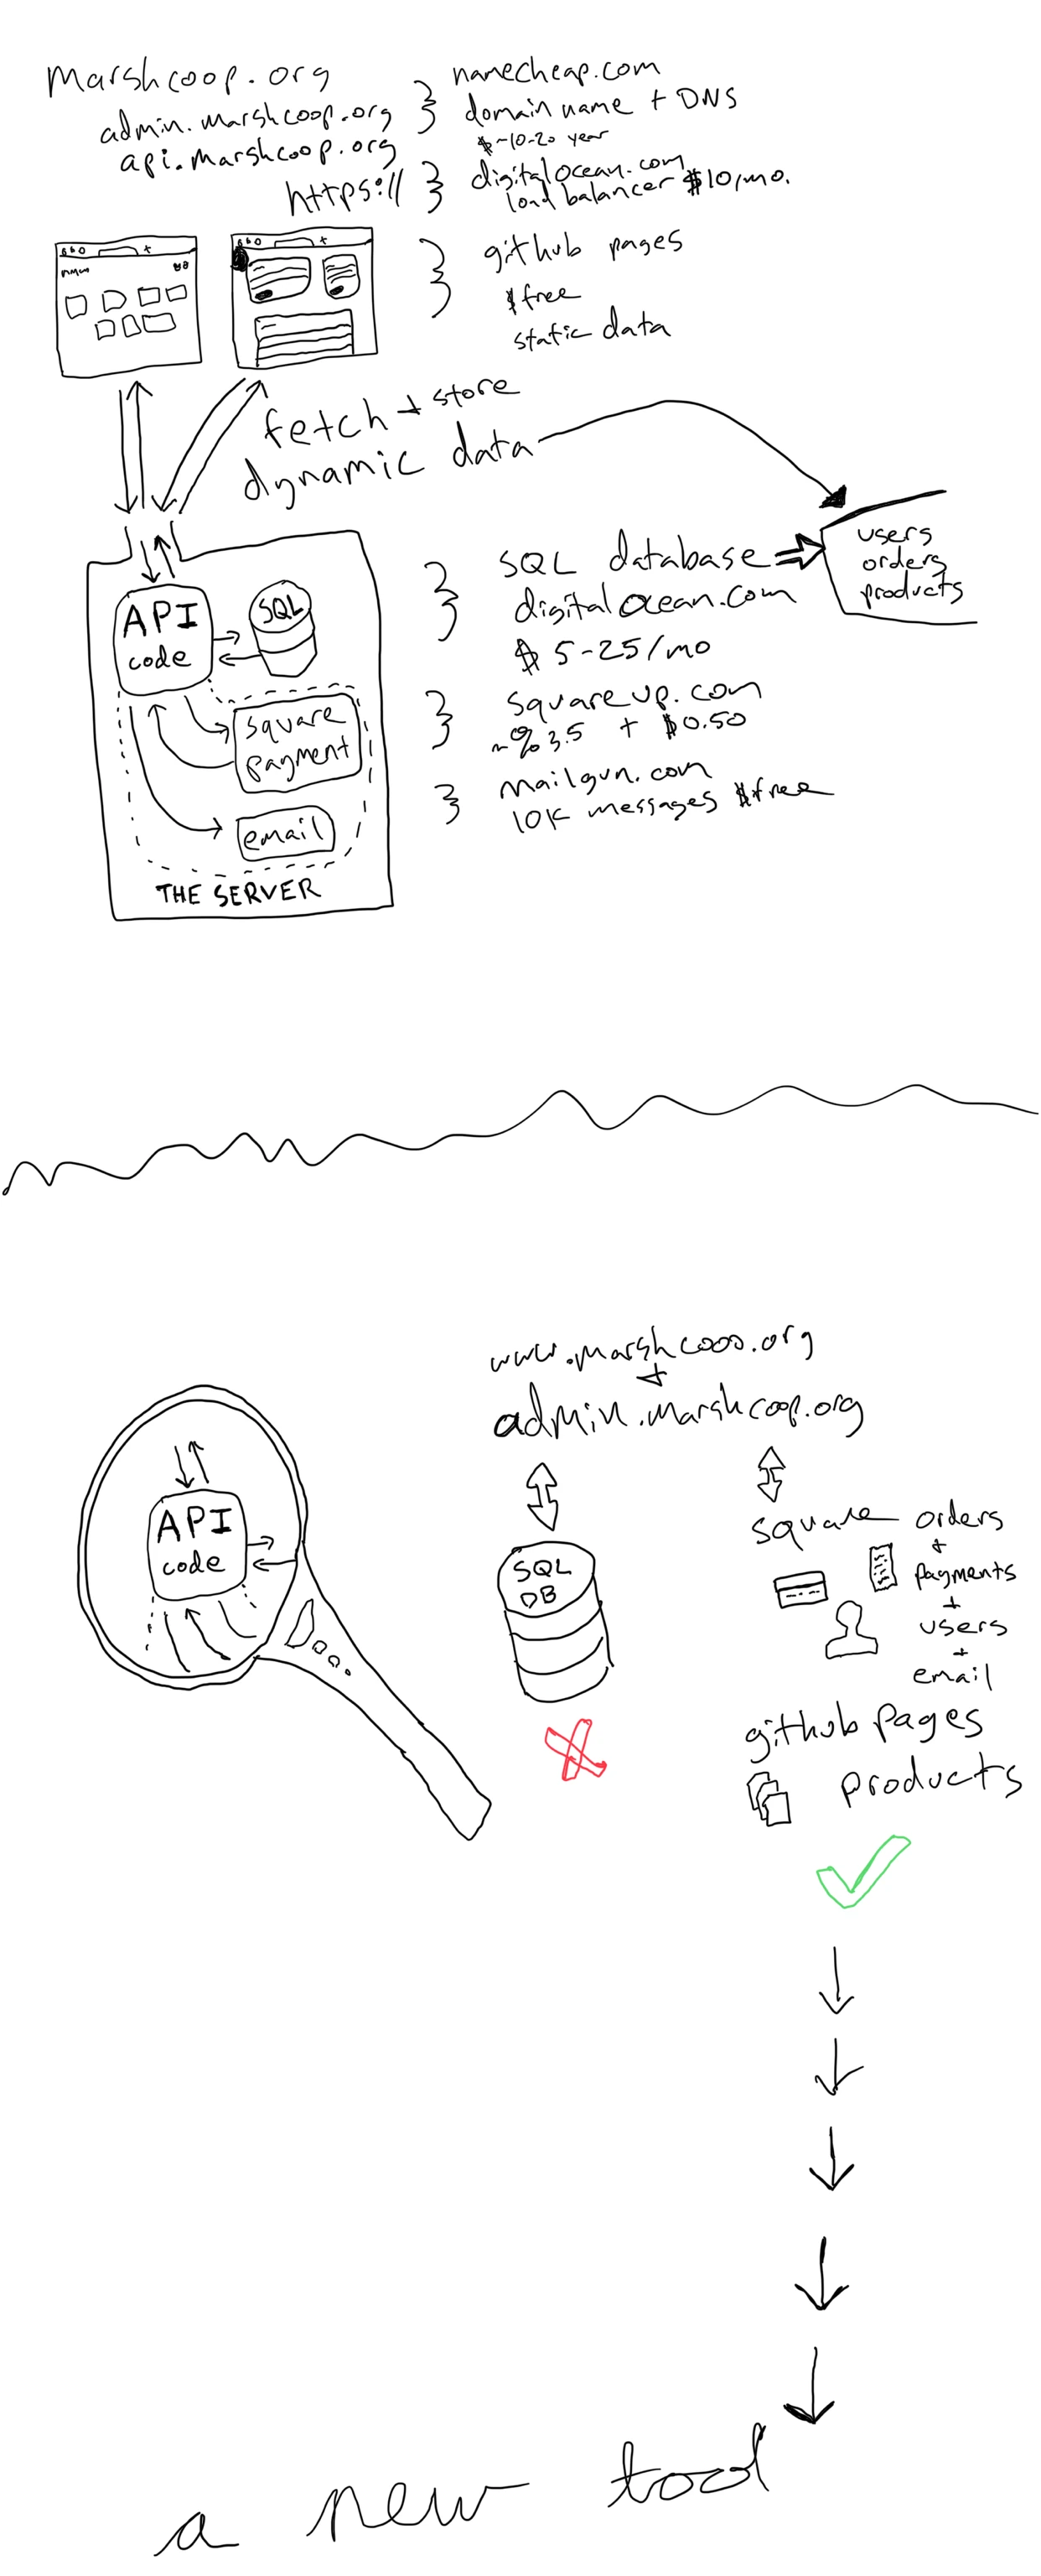 marshcoop.org
admin.marshcoop.org
api.marshcoop.org
https://
namecheap.com
domain name + DNS
$~10-20 year
digitalocean.com
load balancer $10/mo.
github pages
$free
static data
fetch + store
dynamic data
users
orders
products
SQL database
digitalocean.com
$ 5-25/mo
API
code
SQL
square
payment
squareup.com
~%3.5 + $0.50
mailgun.com
10K messages $free
email
THE SERVER
www.marshcooo.org
+
admin.marshcoop.org
API
code
SQL
DB
square orders
+
payments
+
users
+
email
github pages
products
a new tool